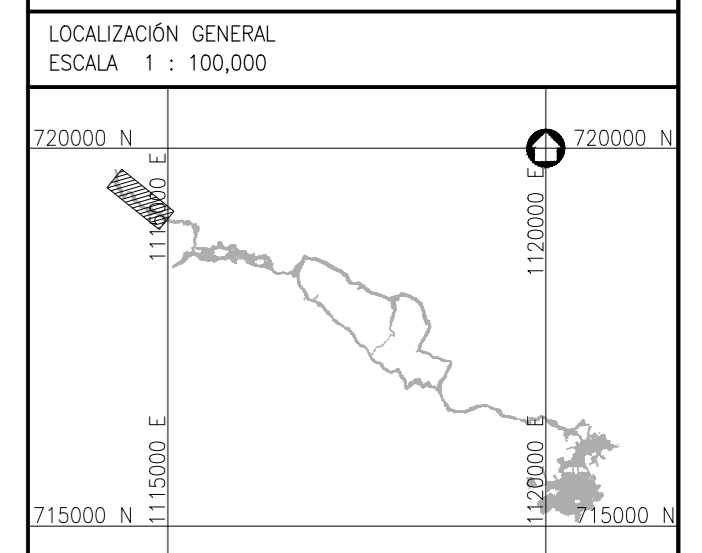 LOCALIZACIÓN GENERAL
ESCALA 1 : 100,000
720000 N
720000 N
1115000 E
1120000 E
1115000 E
1120000 E
715000 N
715000 N